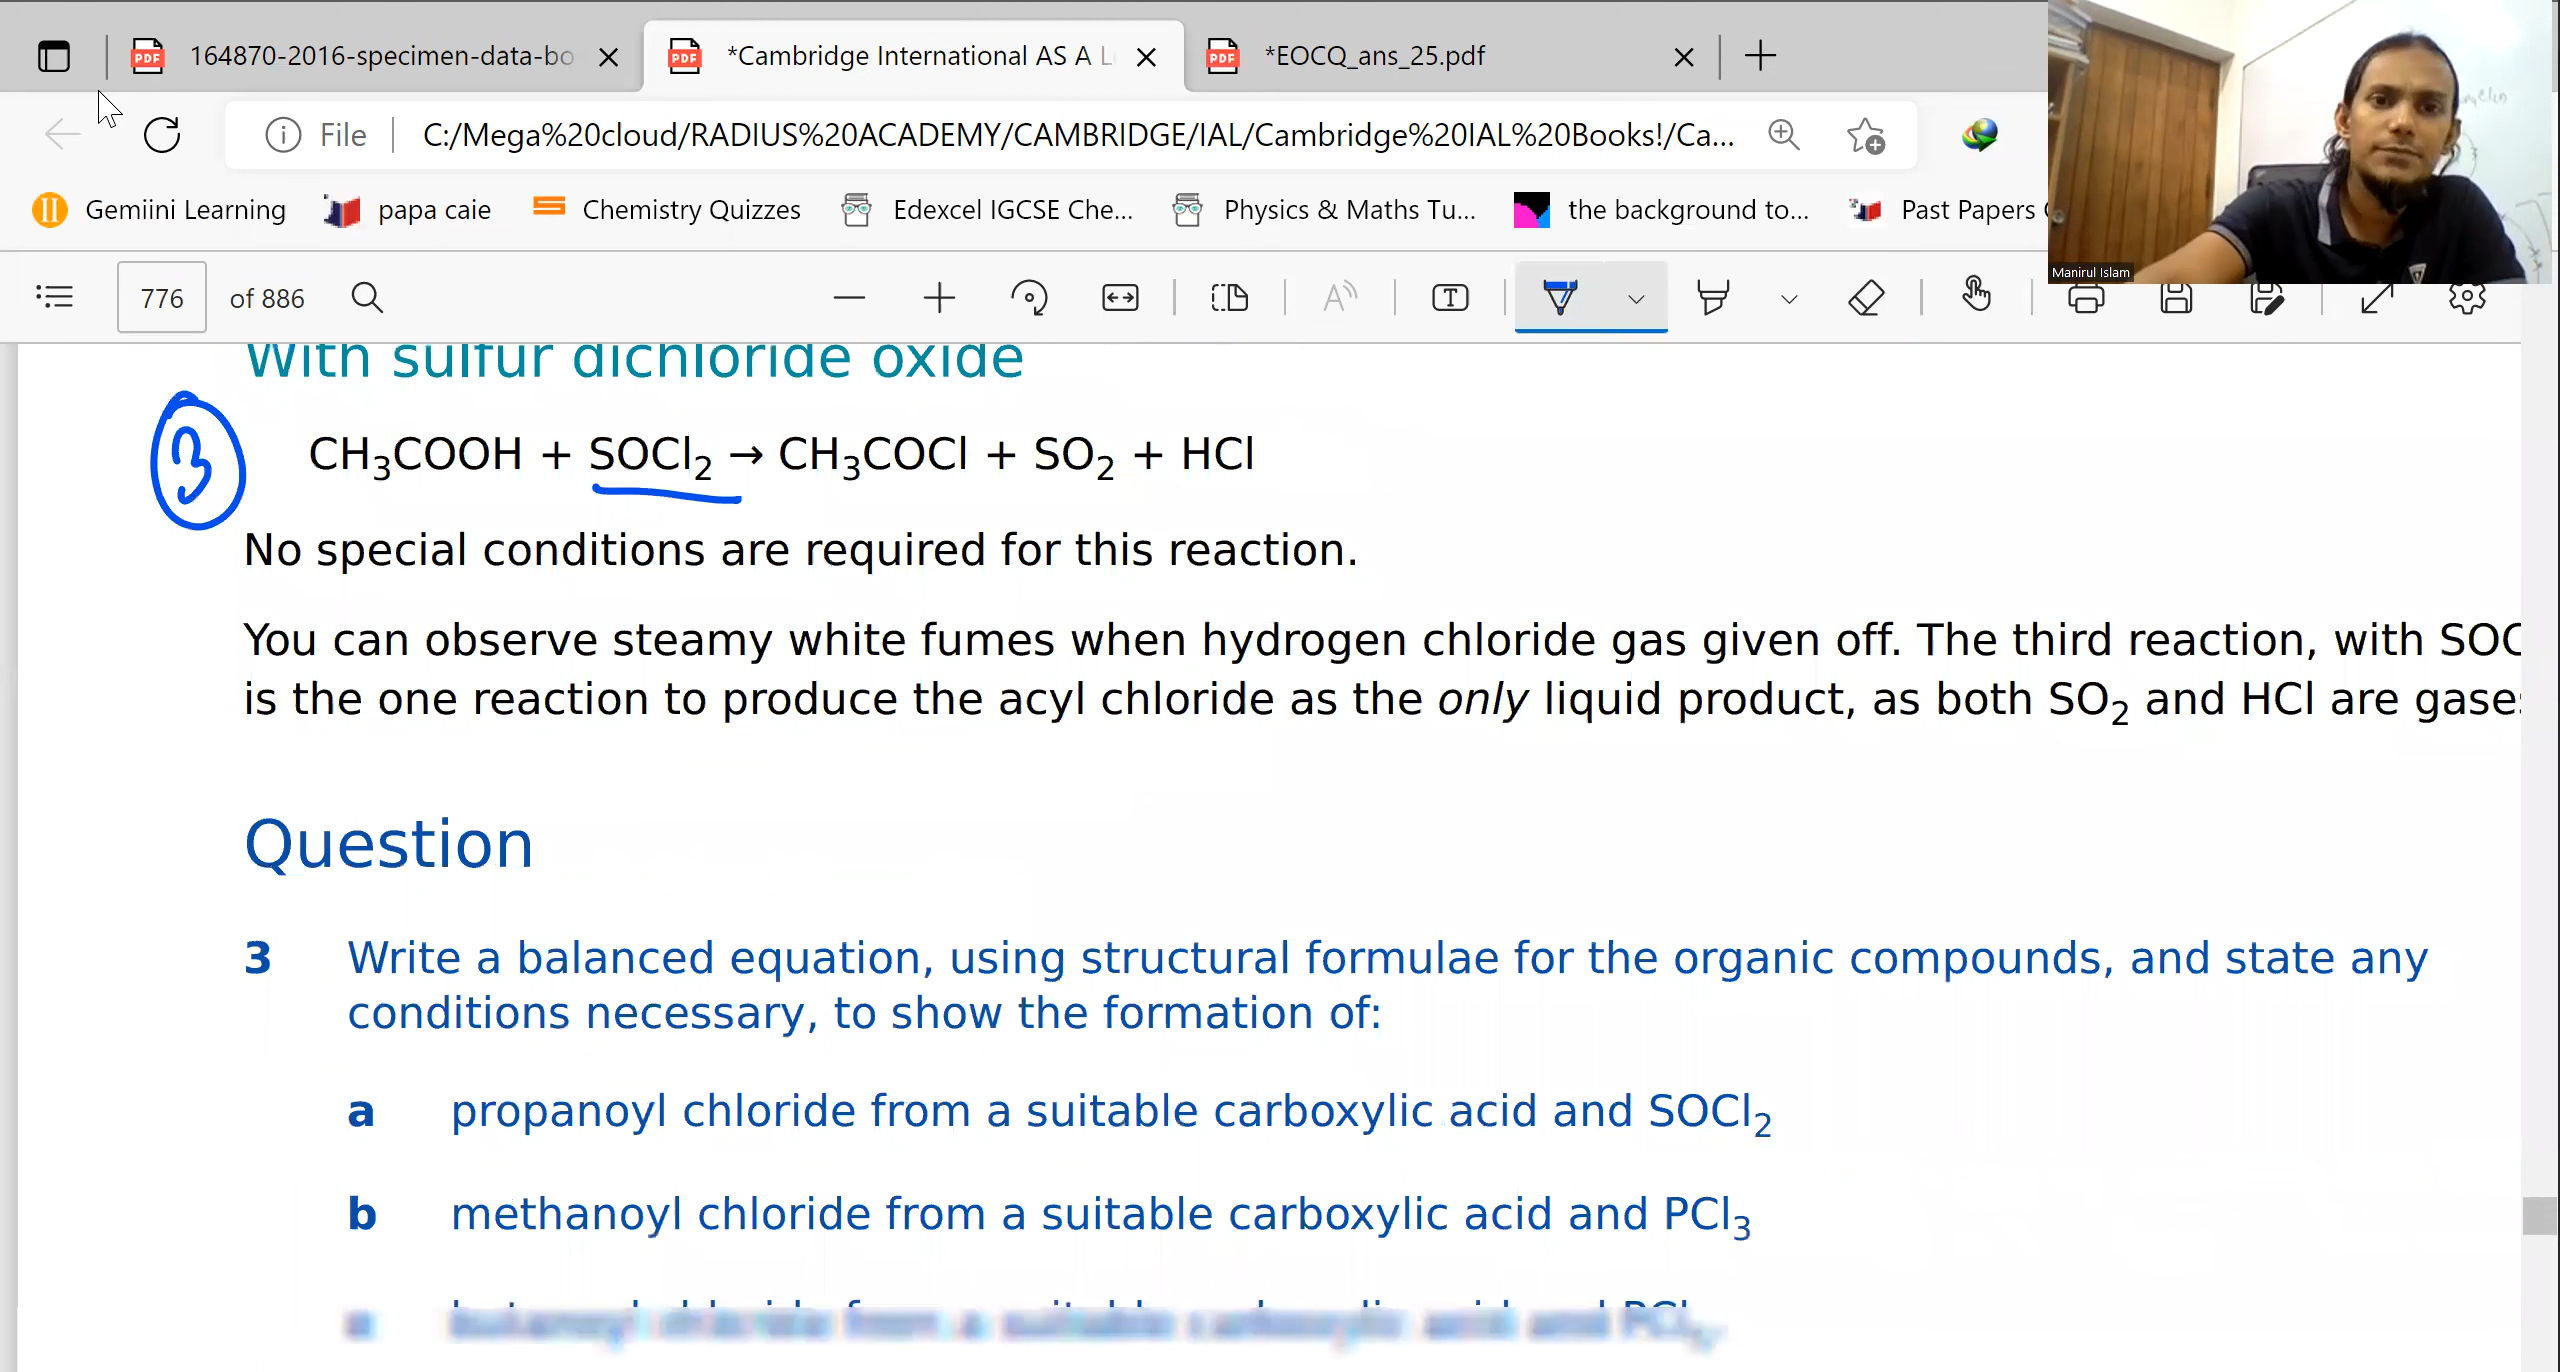 164870-2016-specimen-data-bo
*Cambridge International AS A L
*EOCQ_ans_25.pdf
File
C:/Mega%20cloud/RADIUS%20ACADEMY/CAMBRIDGE/IAL/Cambridge%20IAL%20Books!/Ca...
Gemiini Learning
papa caie
Chemistry Quizzes
Edexcel IGCSE Che...
Physics & Maths Tu...
the background to...
Past Papers
Manirul Islam
776 of 886
With sulfur dichloride oxide
3
CH₃COOH + SOCl₂ → CH₃COCl + SO₂ + HCl
No special conditions are required for this reaction.
You can observe steamy white fumes when hydrogen chloride gas given off. The third reaction, with SOC
is the one reaction to produce the acyl chloride as the only liquid product, as both SO₂ and HCl are gases
Question
3 Write a balanced equation, using structural formulae for the organic compounds, and state any
conditions necessary, to show the formation of:
a propanoyl chloride from a suitable carboxylic acid and SOCl₂
b methanoyl chloride from a suitable carboxylic acid and PCl₃
chloride from a suitable carboxylic acid and